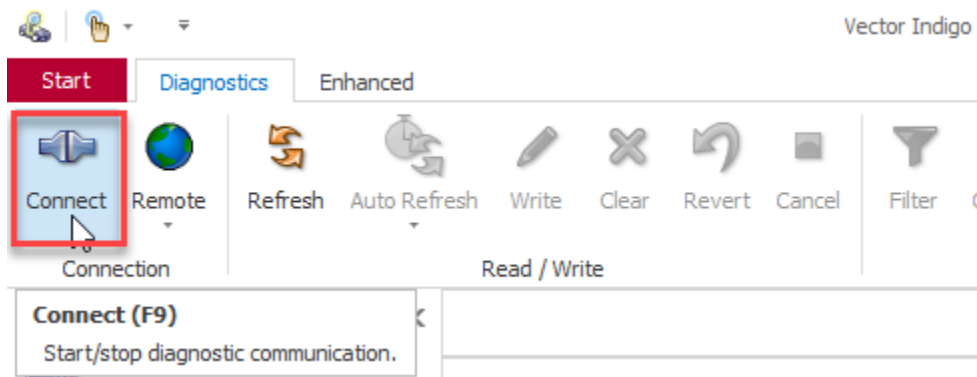 Vector Indigo
Start Diagnostics Enhanced
Connect Remote Refresh Auto Refresh Write Clear Revert Cancel Filter
Connection Read / Write
Connect (F9)
Start/stop diagnostic communication.